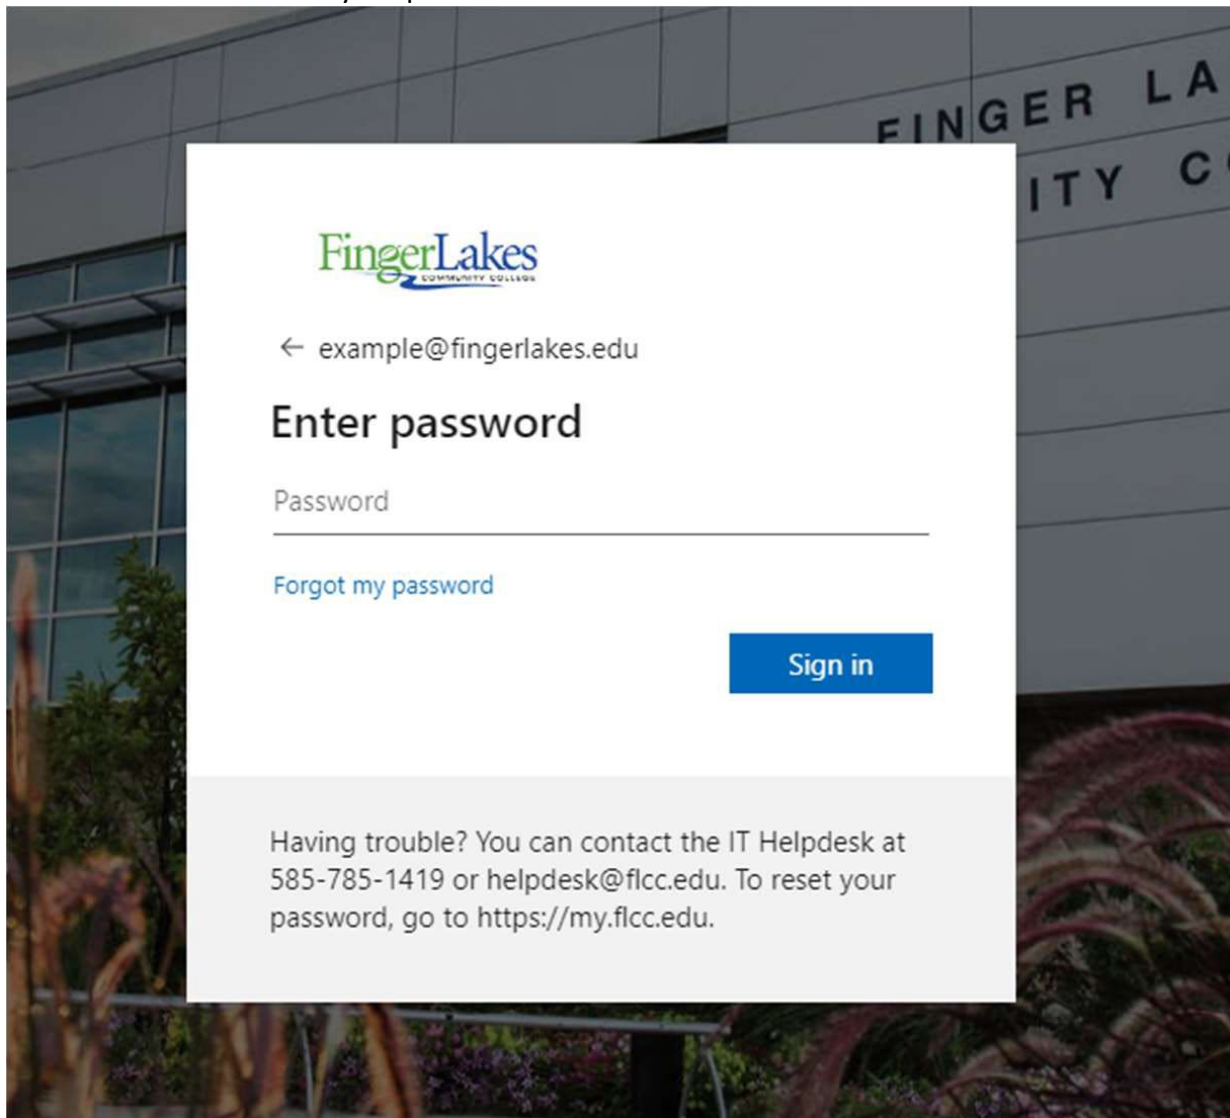 FINGER LA
ITY CO
FingerLakes
COMMUNITY COLLEGE
← example@fingerlakes.edu
Enter password
Password
Forgot my password
Sign in
Having trouble? You can contact the IT Helpdesk at
585-785-1419 or helpdesk@flcc.edu. To reset your
password, go to https://my.flcc.edu.